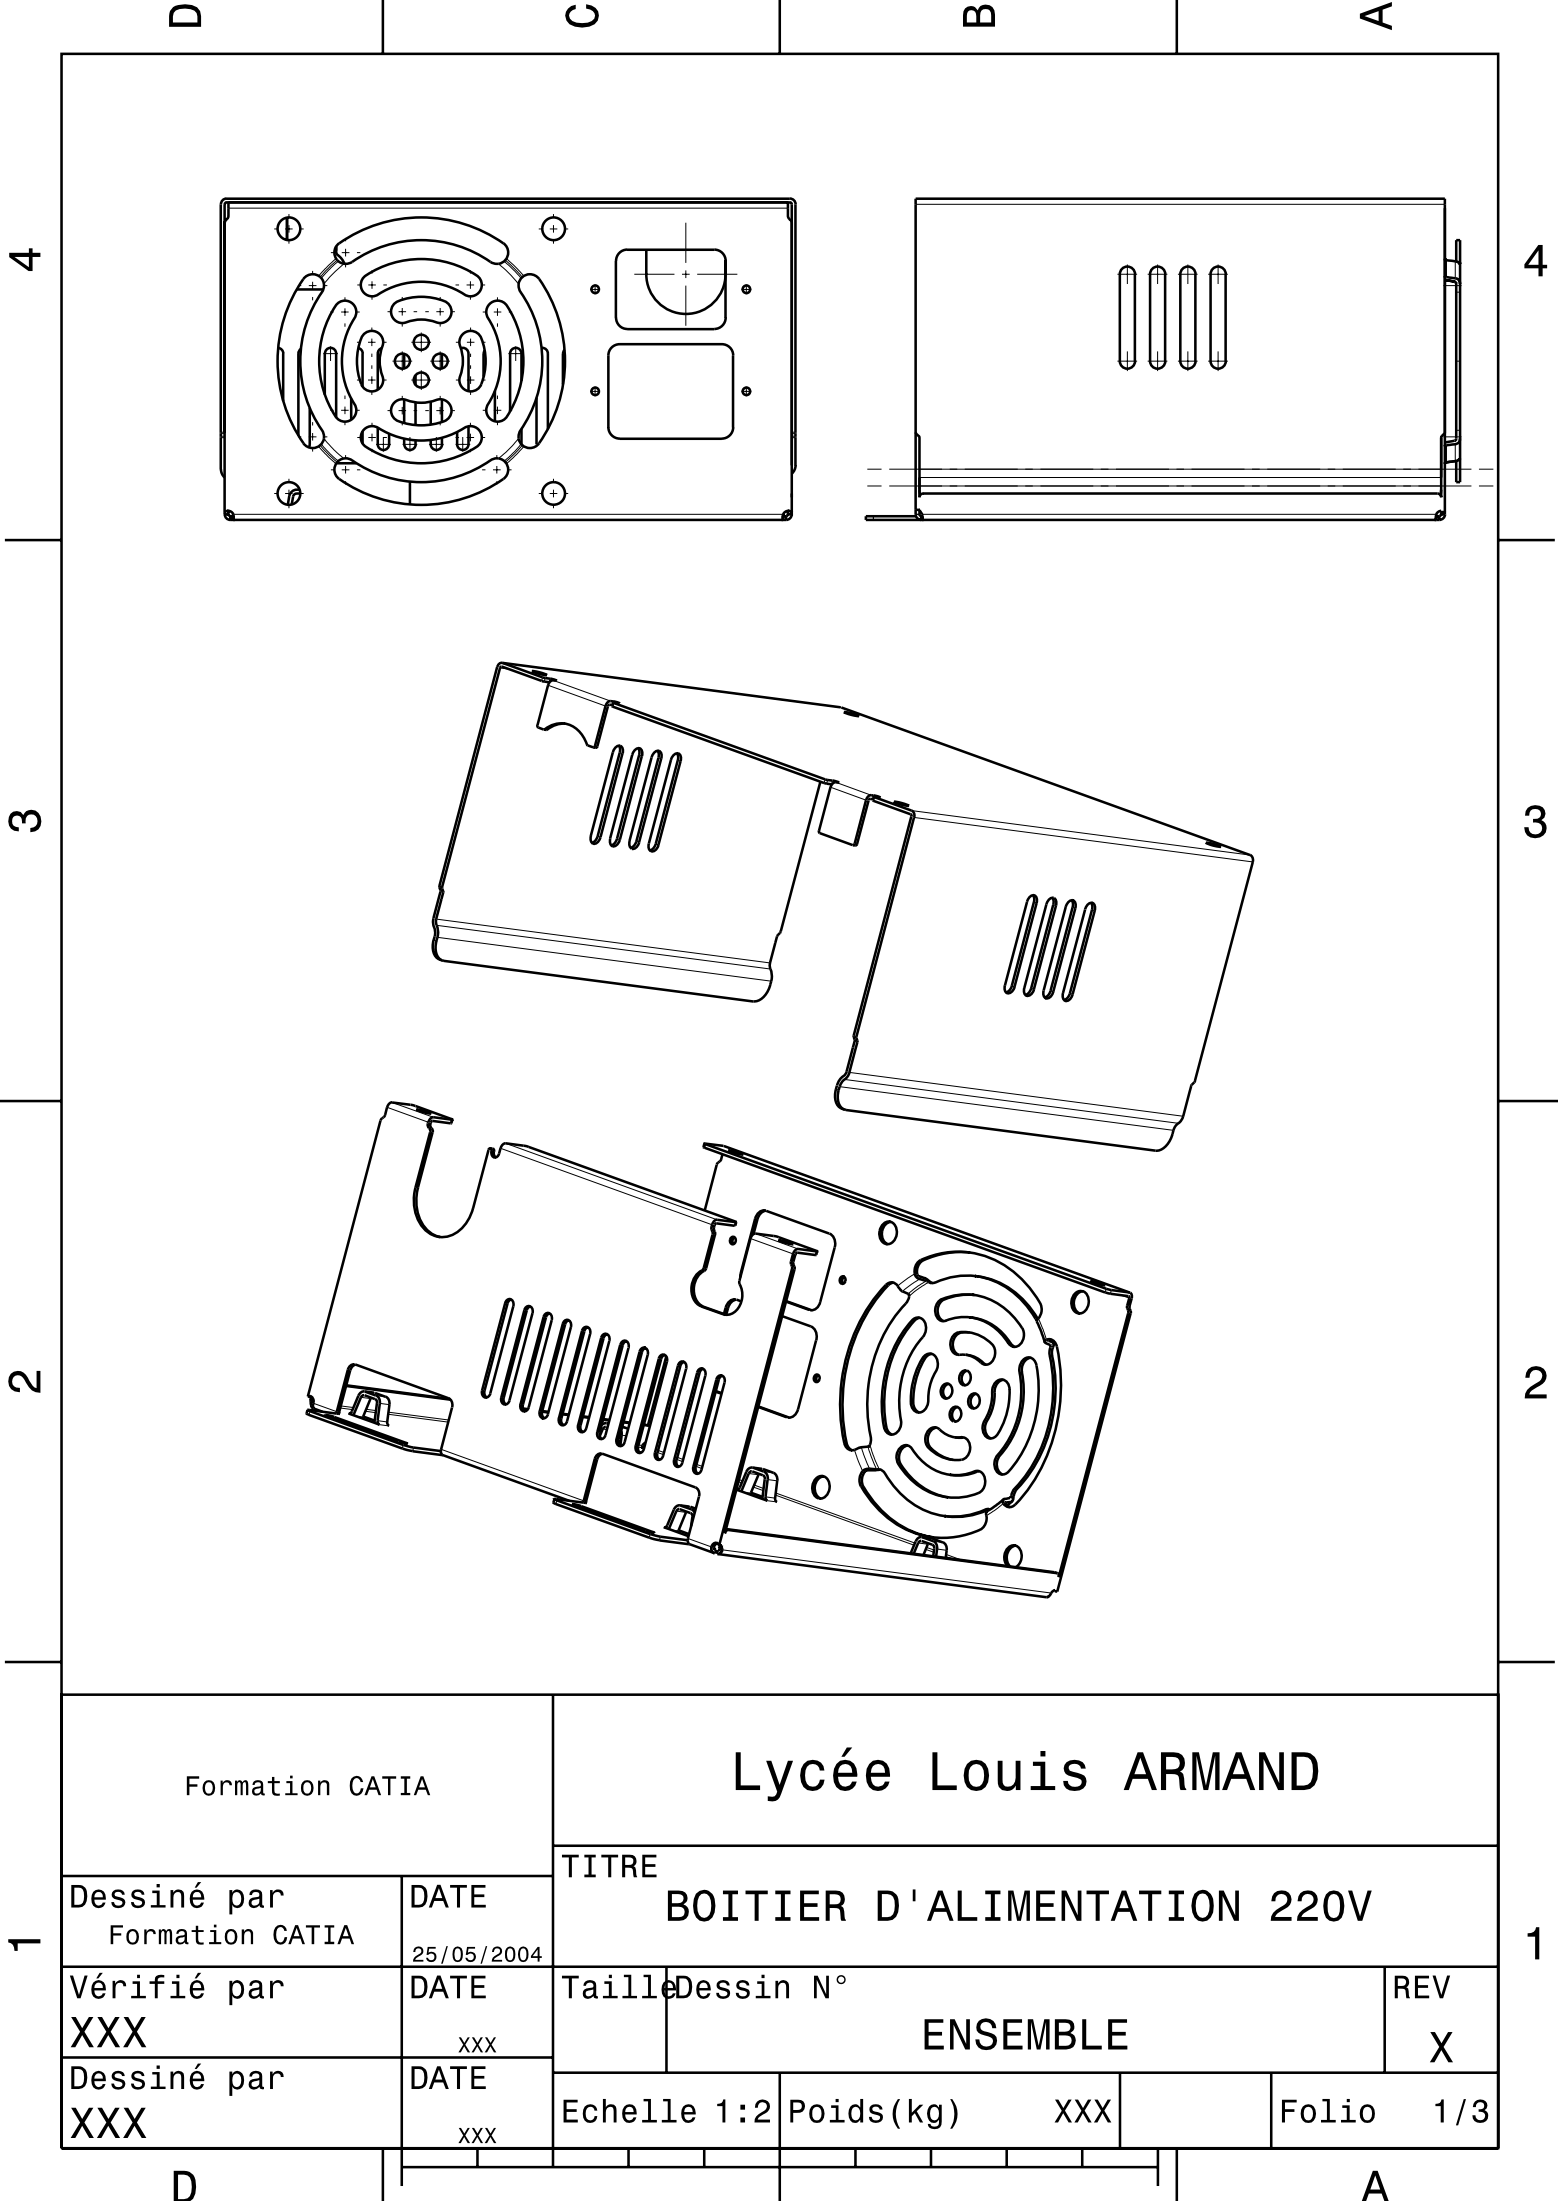 D C B A
4 4
3 3
2 2
Formation CATIA
Lycée Louis ARMAND
TITRE
BOITIER D'ALIMENTATION 220V
Dessiné par
Formation CATIA
DATE
25/05/2004
1 1
Vérifié par
XXX
DATE
XXX
Taille
Dessin N°
ENSEMBLE
REV
X
Dessiné par
XXX
DATE
XXX
Echelle 1:2
Poids(kg) XXX
Folio 1/3
D A